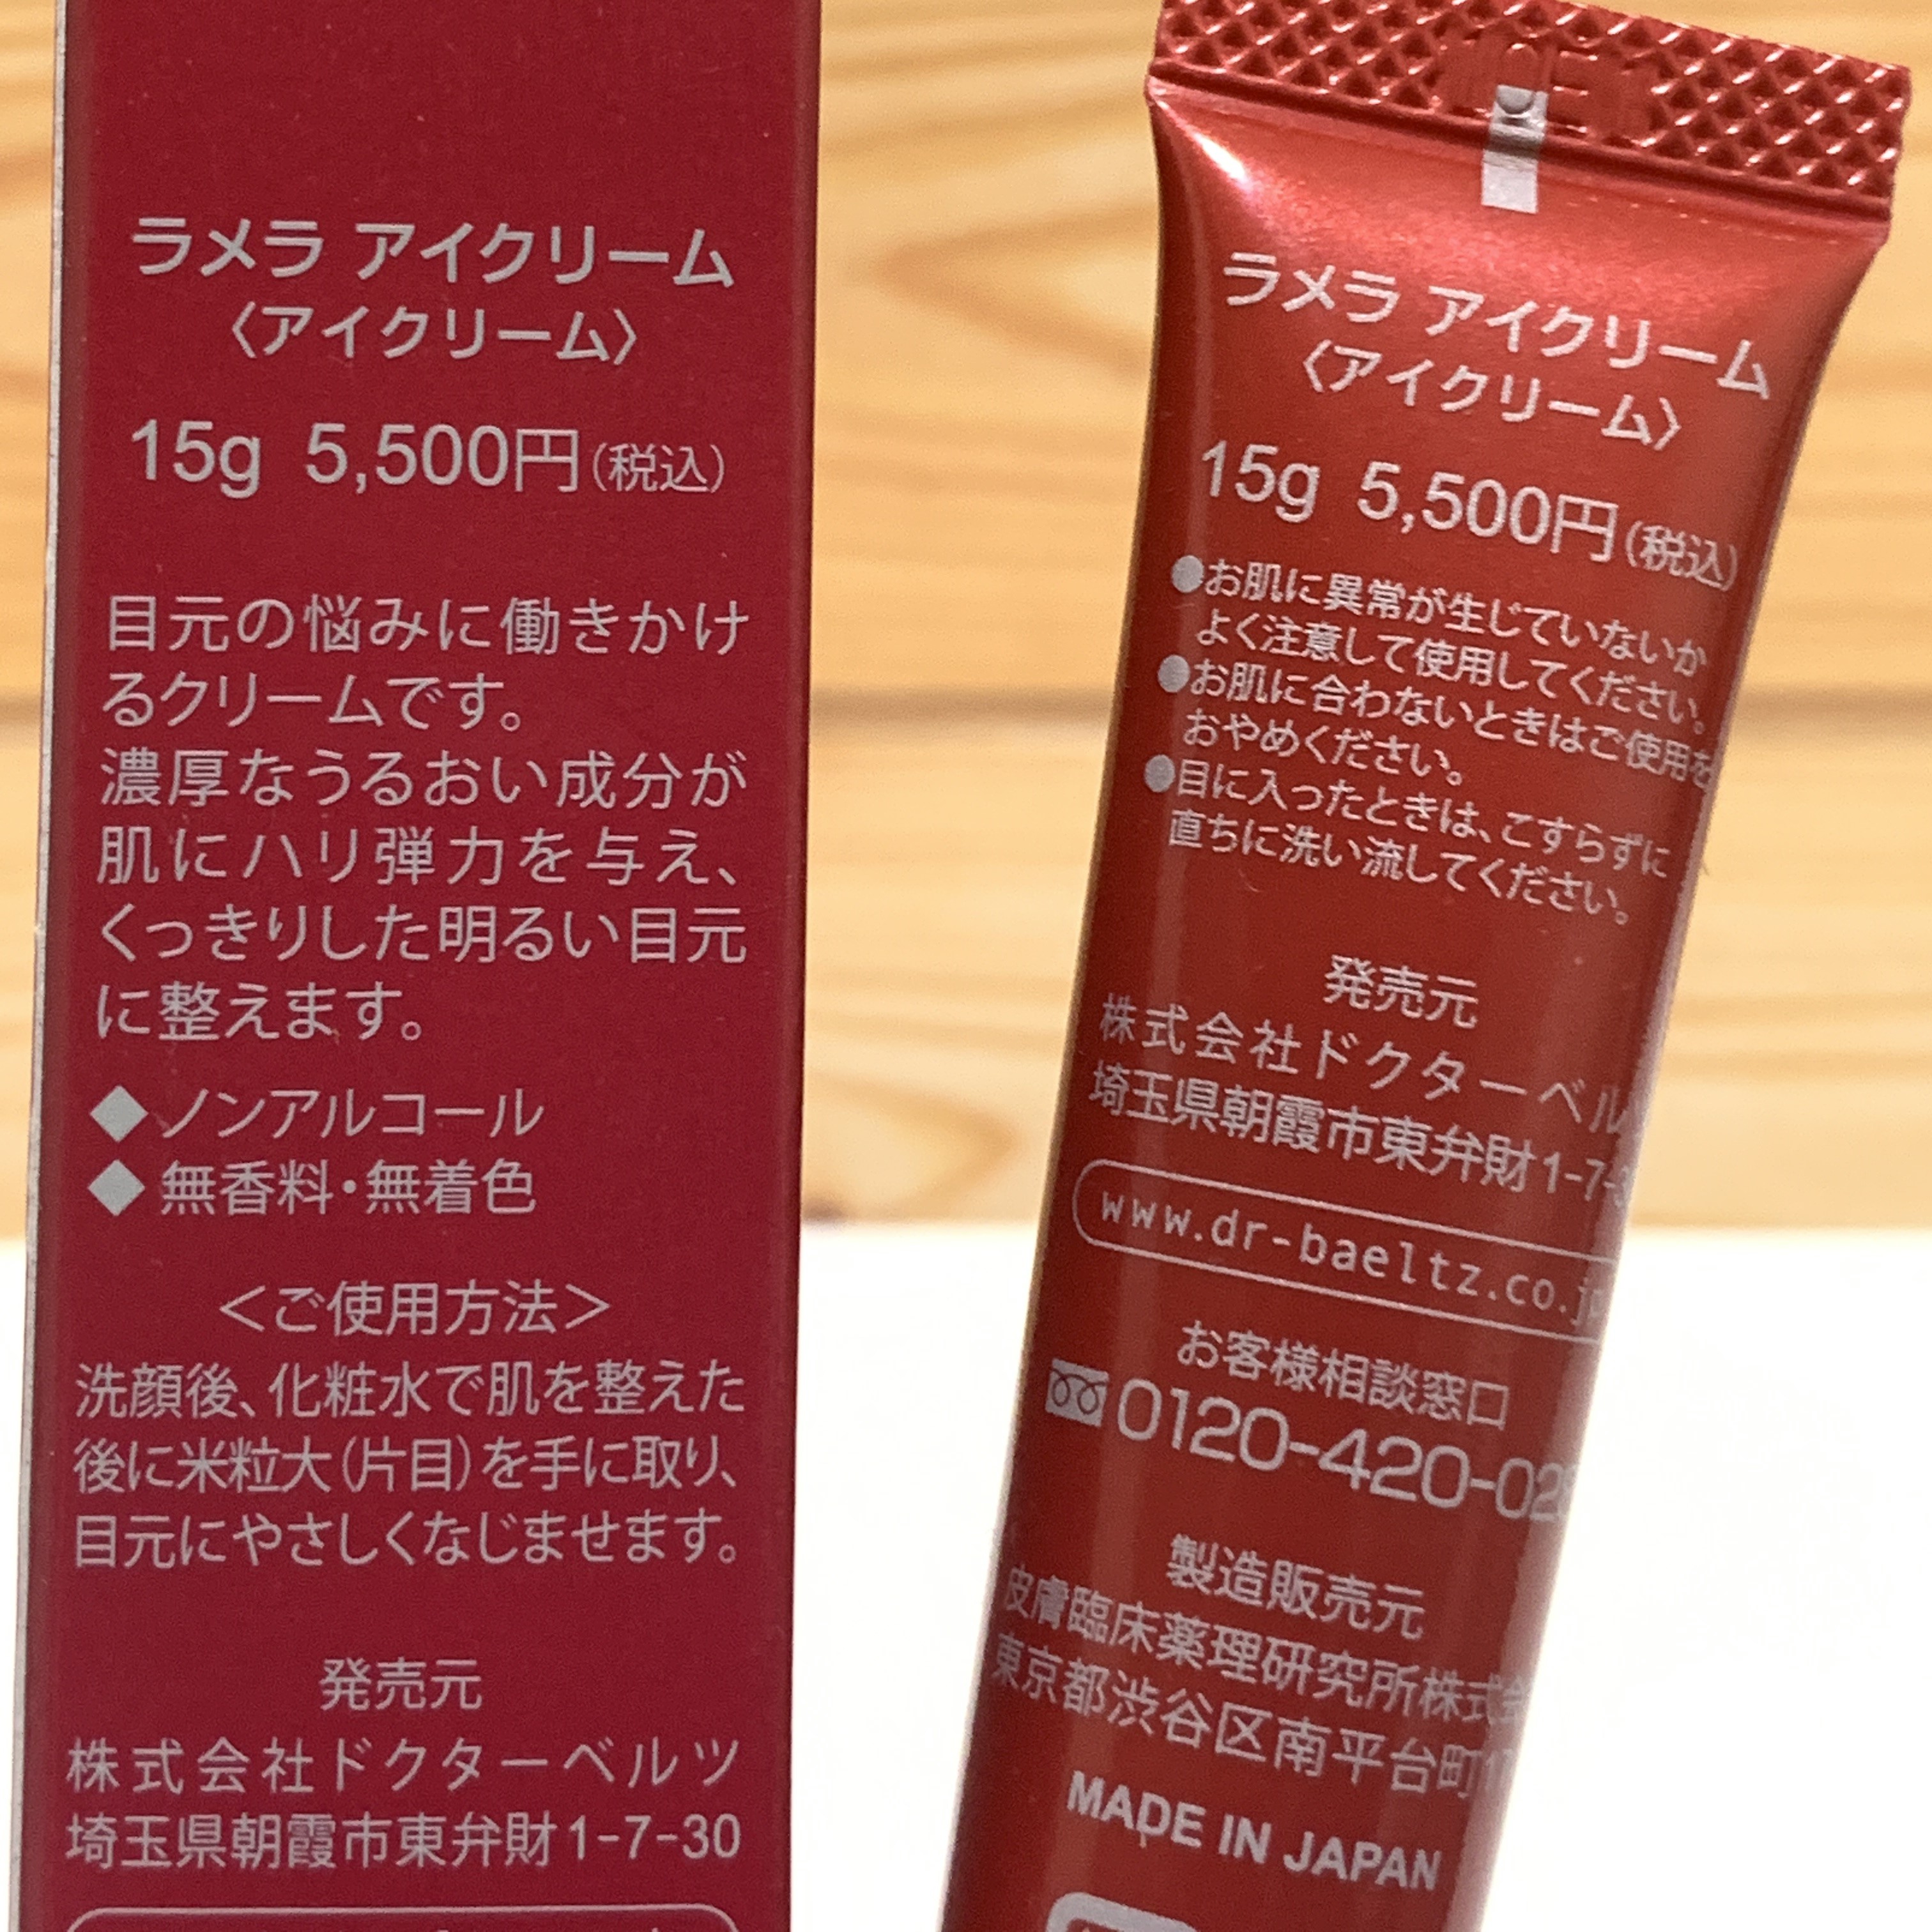 ラメラ アイクリーム
〈アイクリーム〉
15g 5,500円(税込)
目元の悩みに働きかけ
るクリームです。
濃厚なうるおい成分が
肌にハリ弾力を与え、
くっきりした明るい目元
に整えます。
◆ノンアルコール
◆無香料・無着色
＜ご使用方法＞
洗顔後、化粧水で肌を整えた
後に米粒大(片目)を手に取り、
目元にやさしくなじませます。
発売元
株式会社ドクターベルツ
埼玉県朝霞市東弁財1-7-30
ラメラ アイクリーム
〈アイクリーム〉
15g 5,500円(税込)
●お肌に異常が生じていないか
よく注意して使用してください。
●お肌に合わないときはご使用を
おやめください。
●目に入ったときは、こすらずに
直ちに洗い流してください。
発売元
株式会社ドクターベル
埼玉県朝霞市東弁財1-7-
www.dr-baeltz.co.jp
お客様相談窓口
0120-420-02
製造販売元
皮膚臨床薬理研究所株式会
東京都渋谷区南平台町
MADE IN JAPAN